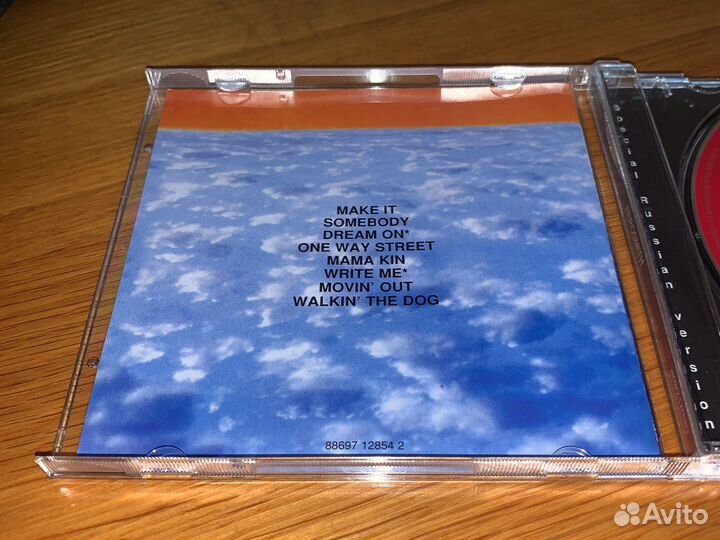 MAKE IT
SOMEBODY
DREAM ON*
ONE WAY STREET
MAMA KIN
WRITE ME*
MOVIN' OUT
WALKIN' THE DOG
88697 12854 2
Special Russian version
Avito